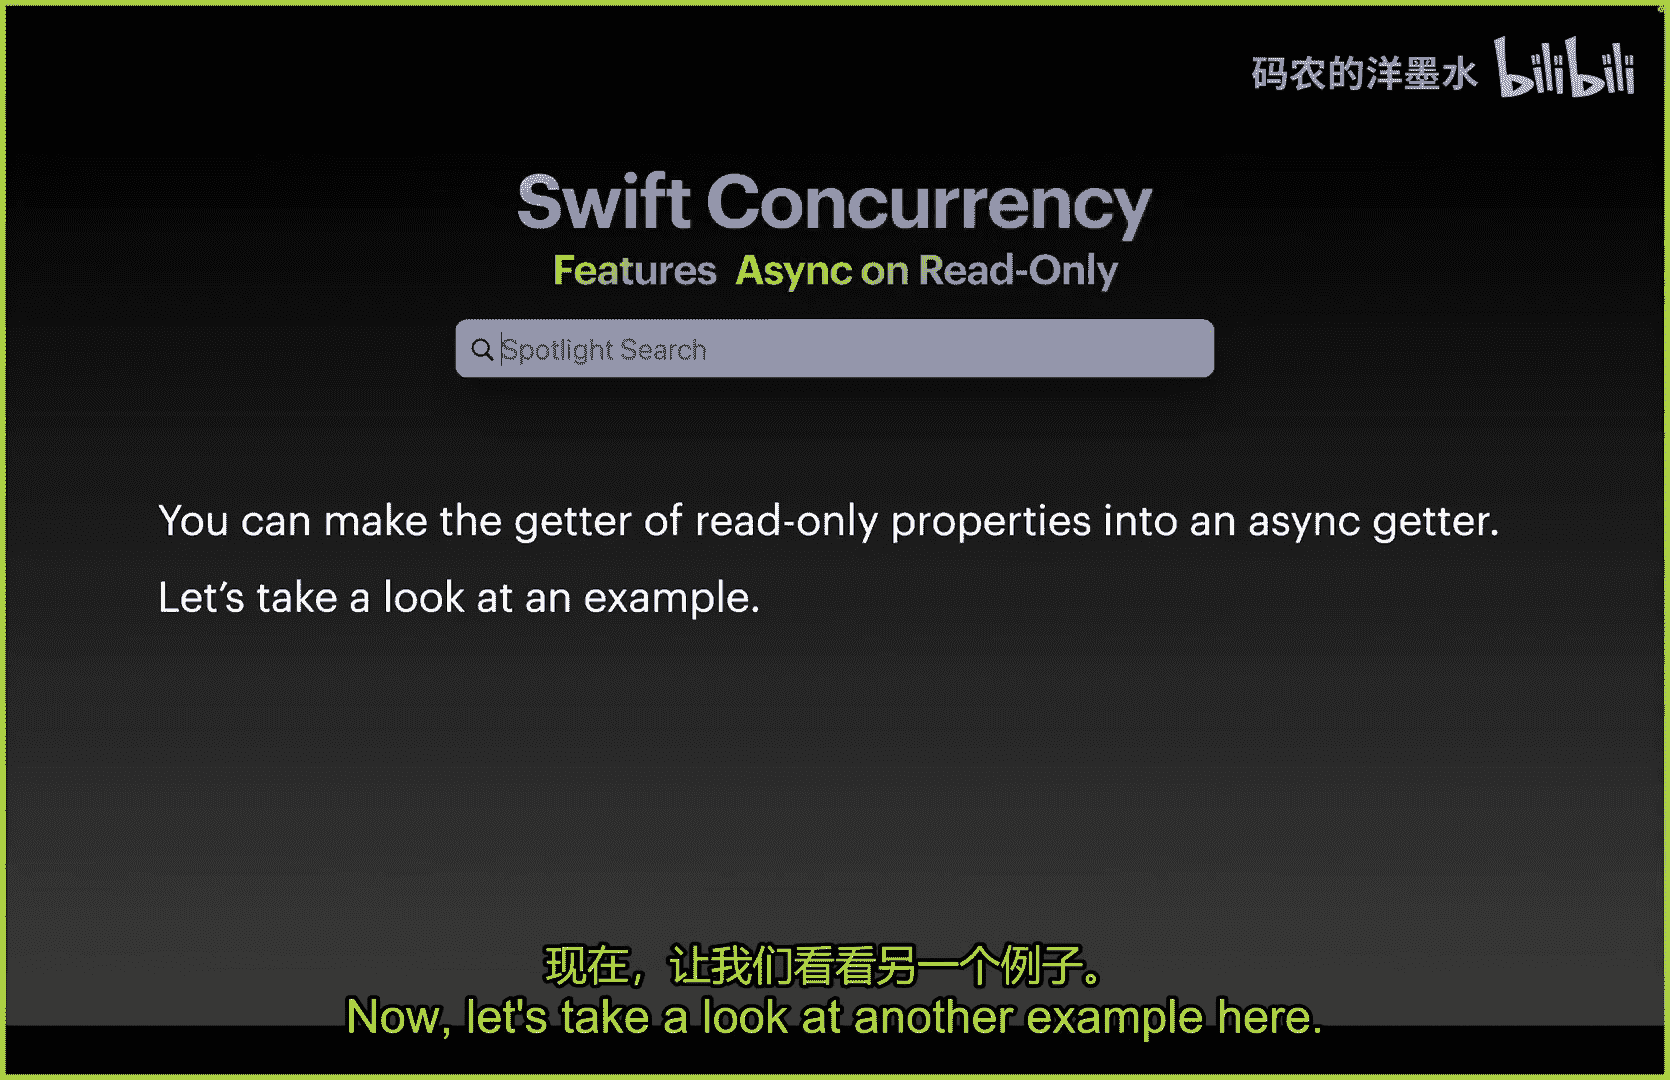 码农的洋墨水 bilibili
Swift Concurrency
Features Async on Read-Only
Spotlight Search
You can make the getter of read-only properties into an async getter.
Let’s take a look at an example.
现在，让我们看看另一个例子。
Now, let's take a look at another example here.